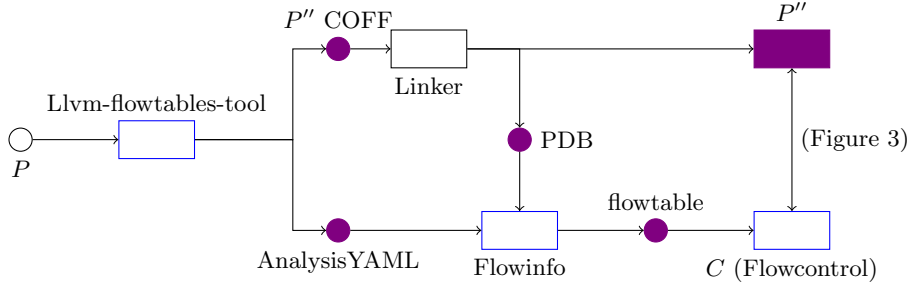 P″ COFF
P″
Linker
Llvm-flowtables-tool
P
PDB
(Figure 3)
flowtable
AnalysisYAML
Flowinfo
C (Flowcontrol)